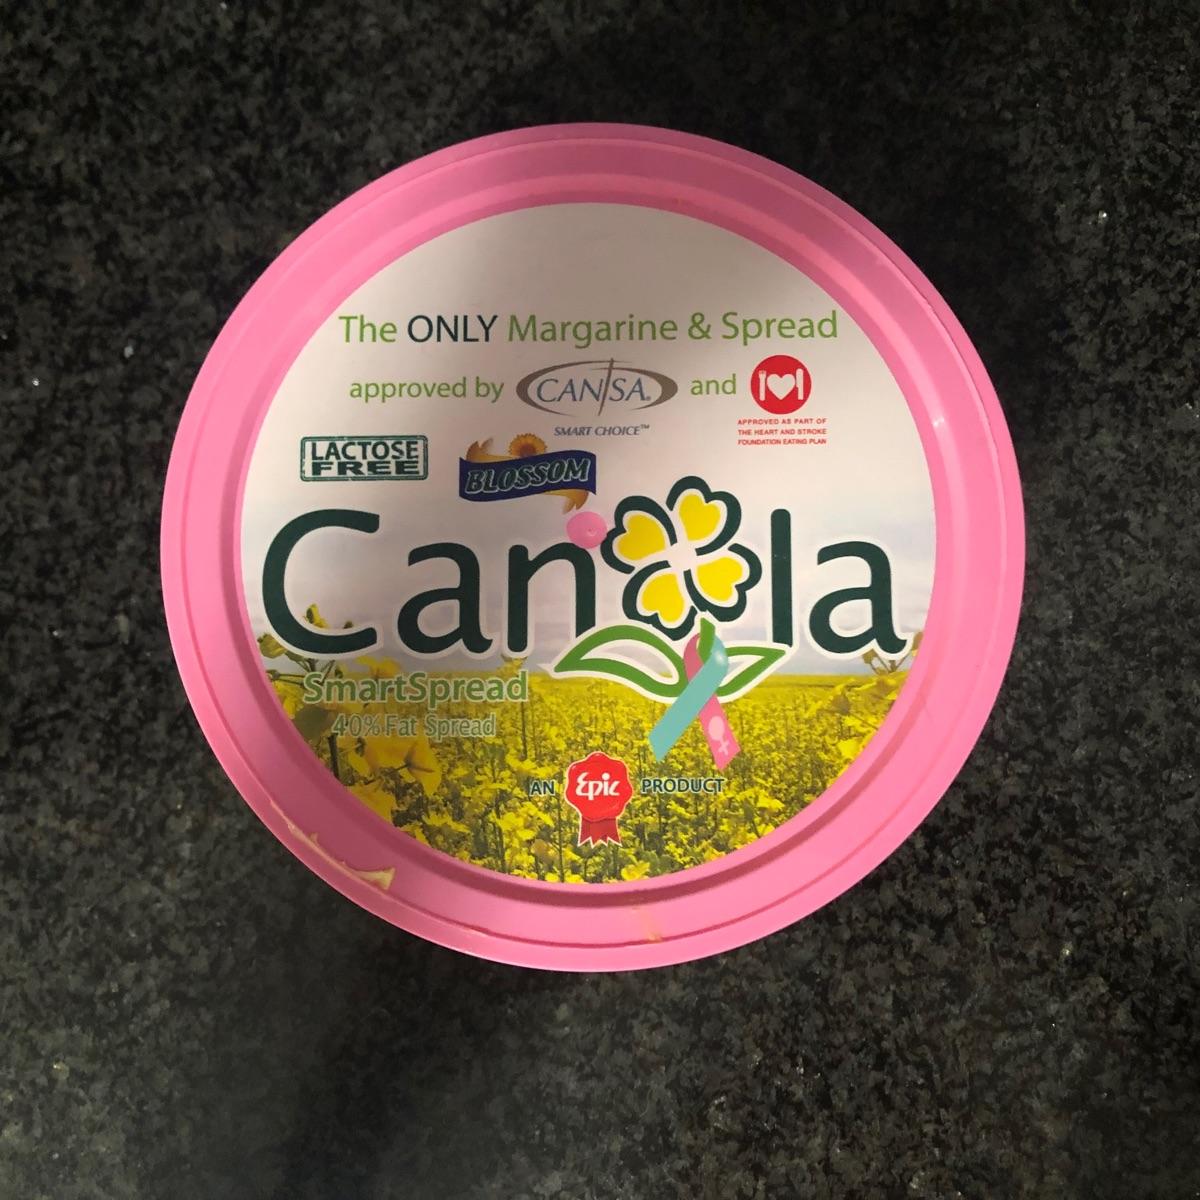 The ONLY Margarine & Spread
approved by CANSA® and
SMART CHOICE™
APPROVED AS PART OF
THE HEART AND STROKE
FOUNDATION EATING PLAN
LACTOSE
FREE
BLOSSOM
Canola
SmartSpread
40% Fat Spread
AN Epic PRODUCT